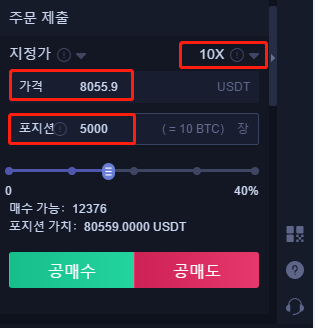 주문 제출
지정가 10X
가격 8055.9 USDT
포지션 5000 ( = 10 BTC) 장
0 40%
매수 가능: 12376
포지션 가치: 80559.0000 USDT
공매수 공매도